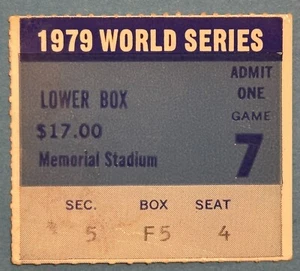 1979 WORLD SERIES
ADMIT
ONE
LOWER BOX
GAME
$17.00
7
Memorial Stadium
SEC. BOX SEAT
5 F5 4